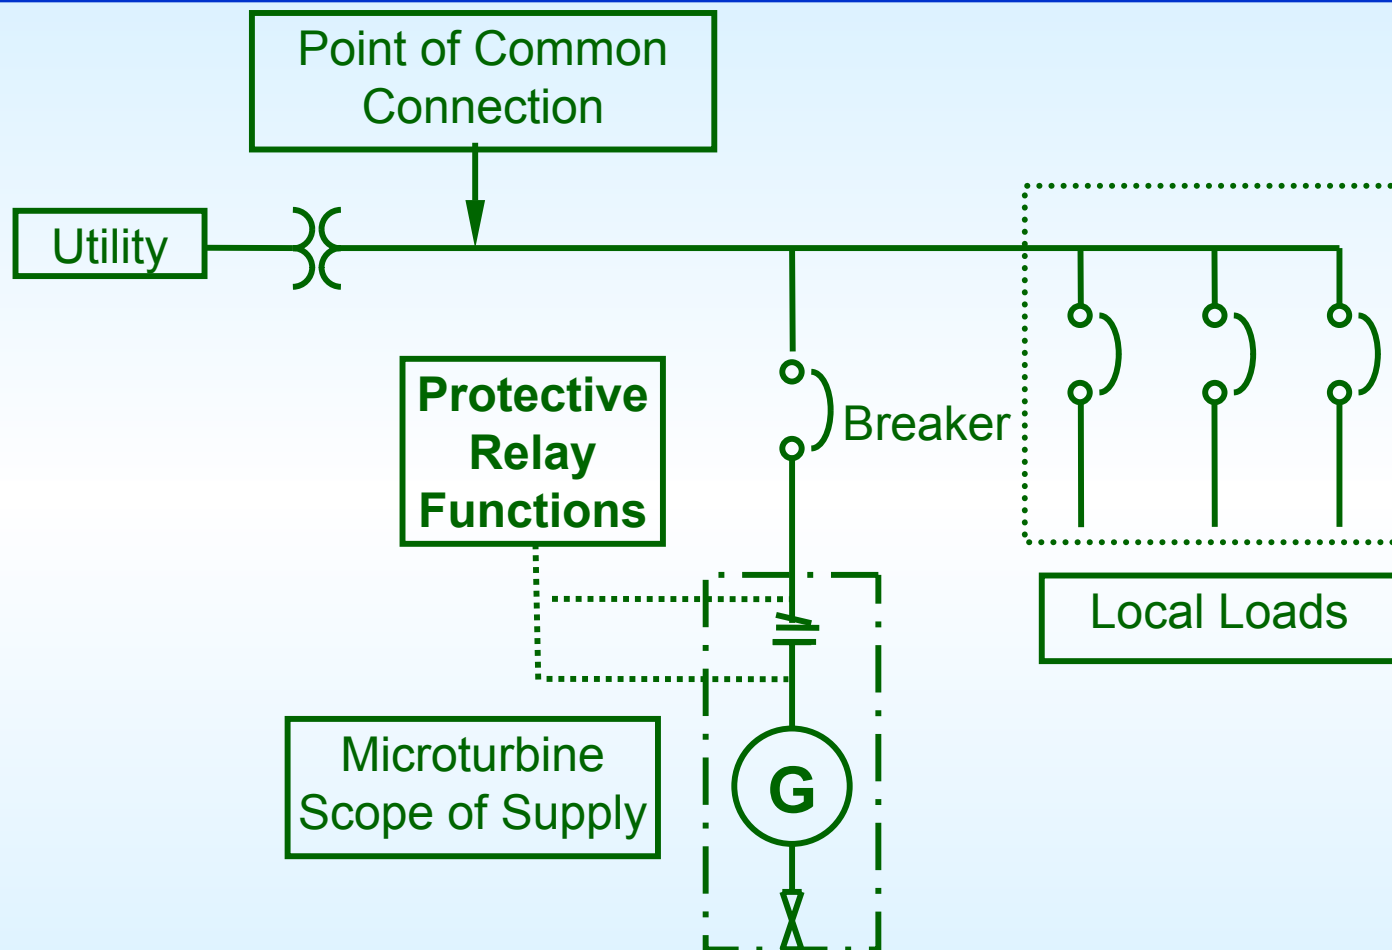 Point of Common
Connection
Utility
Protective
Relay
Functions
Breaker
Local Loads
Microturbine
Scope of Supply
G